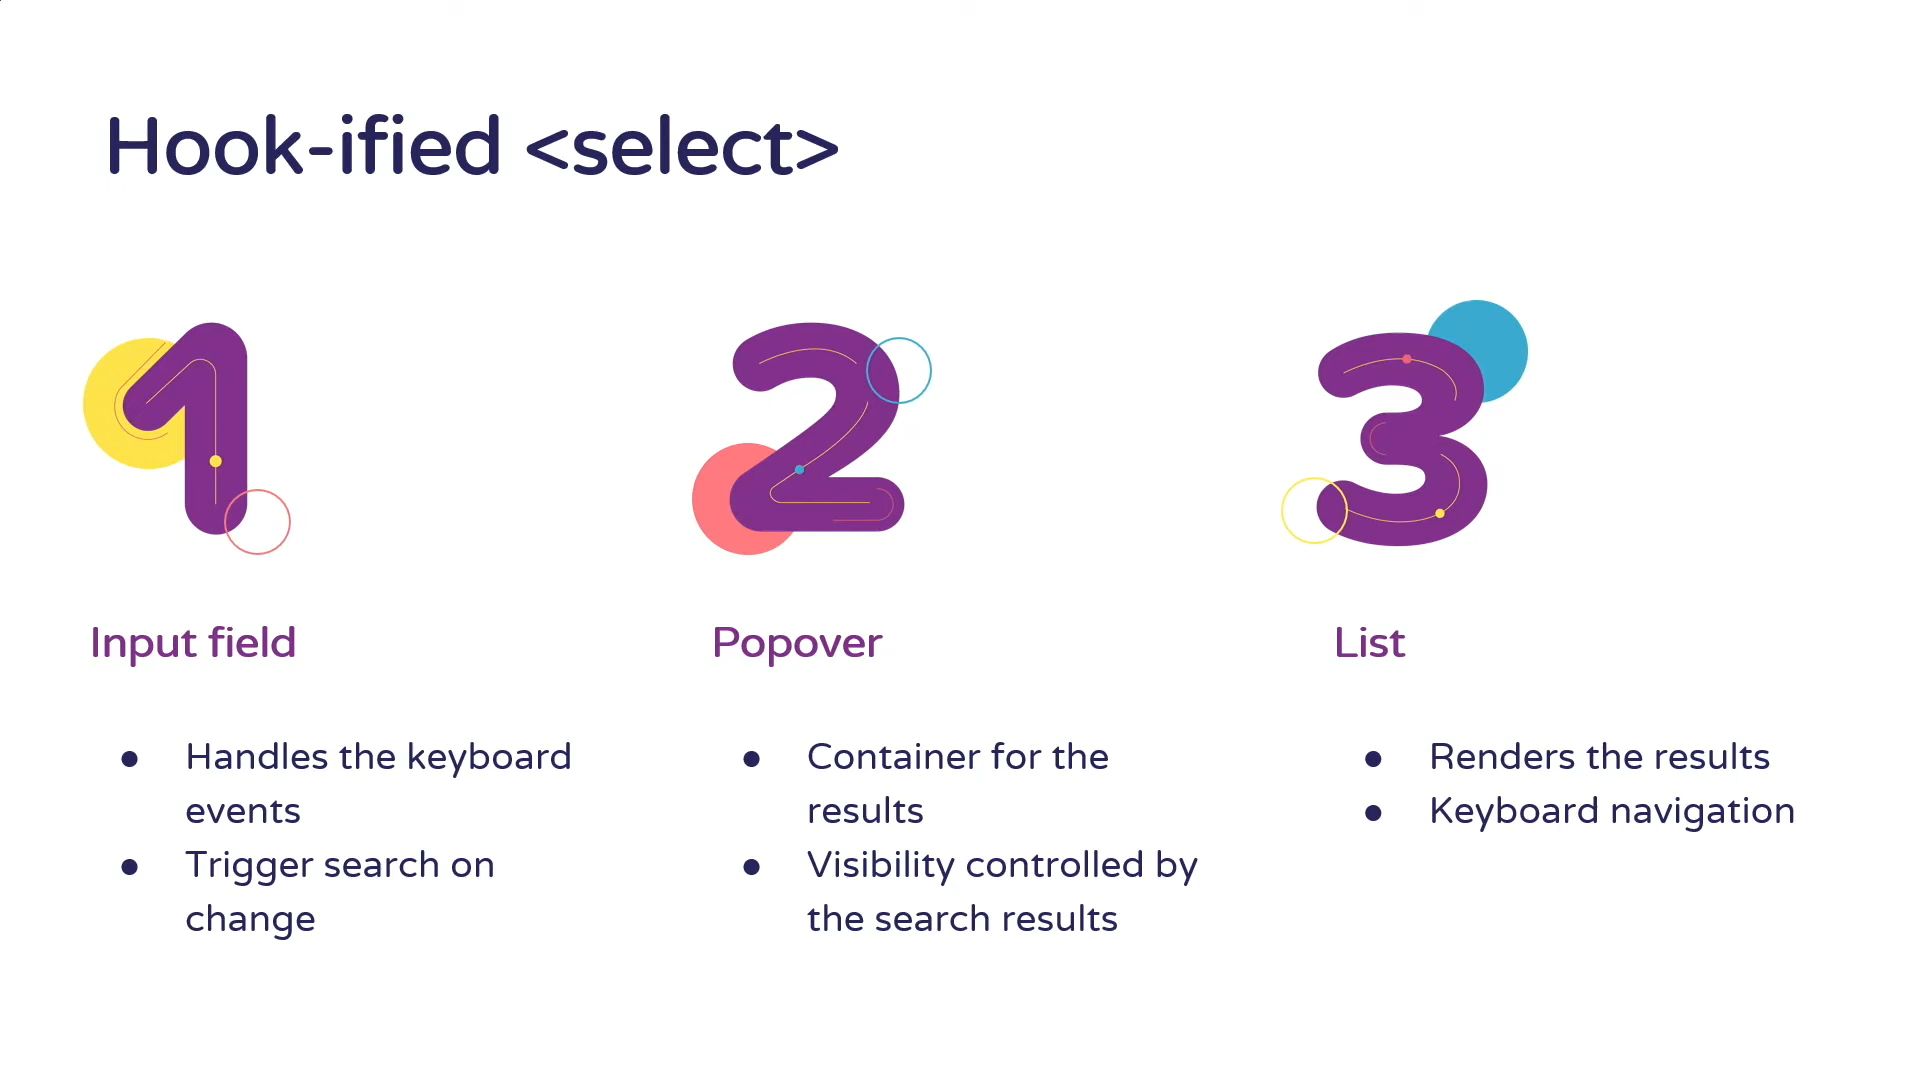 Hook-ified <select>
1
2
3
Input field
Popover
List
● Handles the keyboard
events
● Trigger search on
change
● Container for the
results
● Visibility controlled by
the search results
● Renders the results
● Keyboard navigation